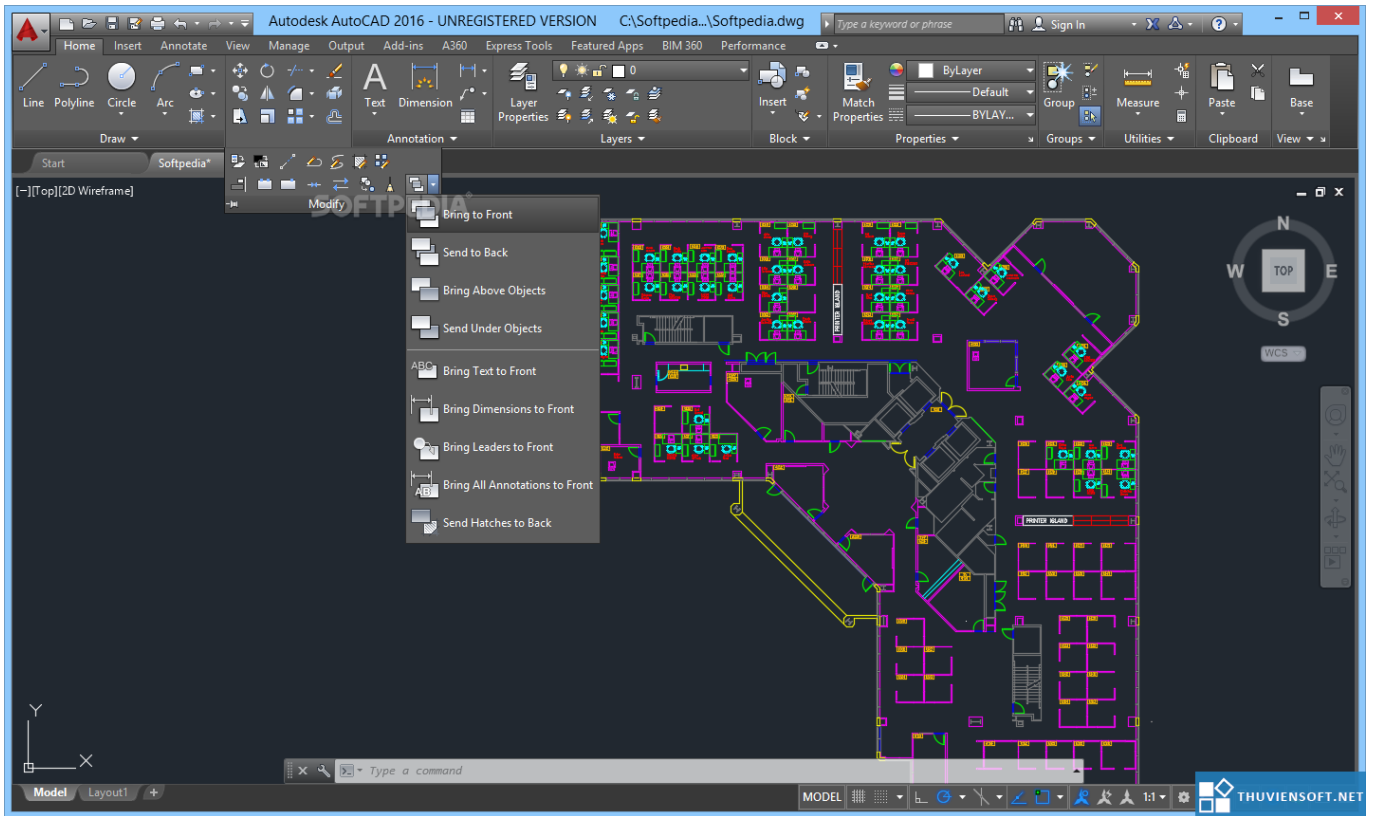 Autodesk AutoCAD 2016 - UNREGISTERED VERSION C:\Softpedia...\Softpedia.dwg
Type a keyword or phrase
Sign In
Home Insert Annotate View Manage Output Add-ins A360 Express Tools Featured Apps BIM 360 Performance
Line Polyline Circle Arc
Text Dimension
Layer Properties
0
Insert
Match Properties
ByLayer
Default
BYLAY...
Group
Measure
Paste
Base
Draw
Annotation
Layers
Block
Properties
Groups
Utilities
Clipboard
View
Start
Softpedia*
[−][Top][2D Wireframe]
Modify
SOFTPEDIA
Bring to Front
Send to Back
Bring Above Objects
Send Under Objects
ABC
Bring Text to Front
Bring Dimensions to Front
Bring Leaders to Front
AB
Bring All Annotations to Front
Send Hatches to Back
N
W
TOP
E
S
WCS
PRINTER ISLAND
PRINTER ISLAND
Y
X
Type a command
Model
Layout1
+
MODEL
1:1
THUVIENSOFT.NET